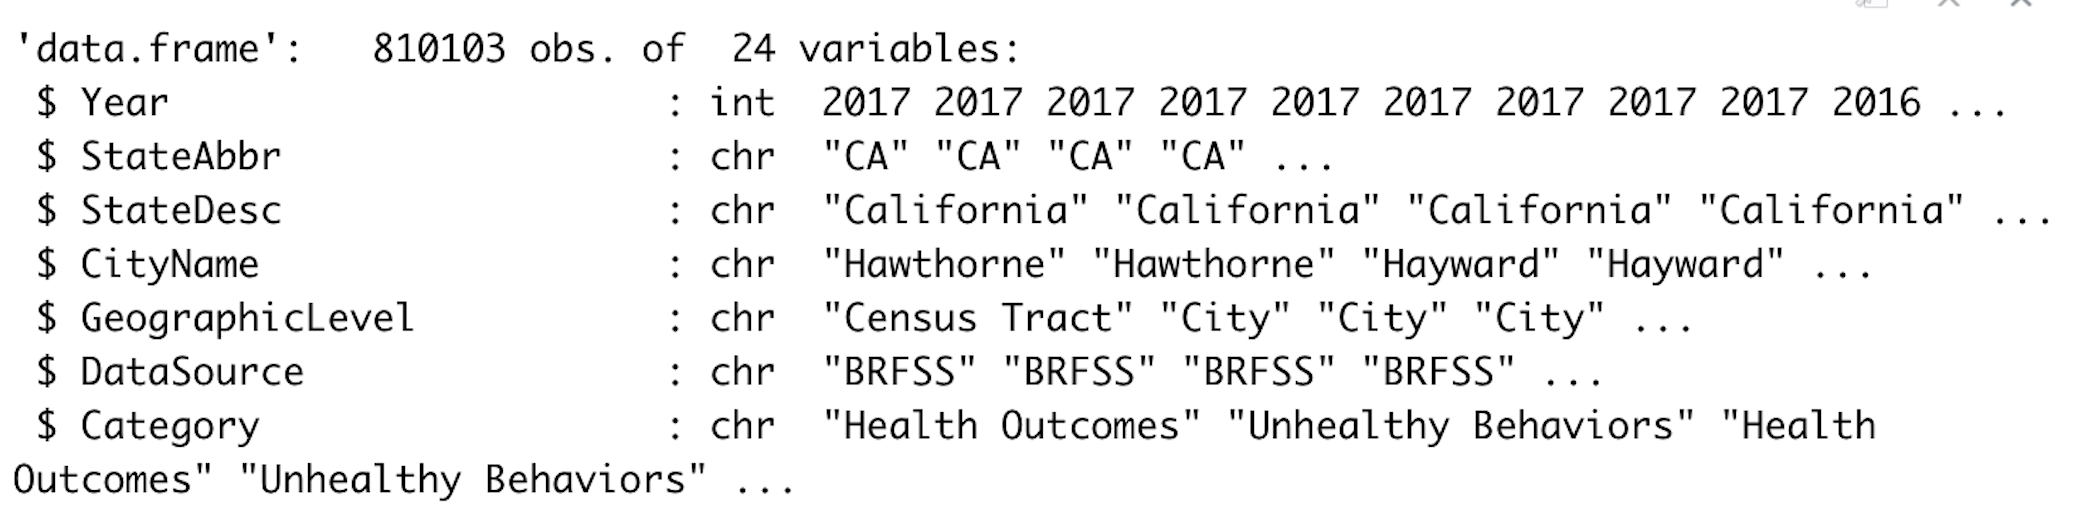 'data.frame':   810103 obs. of  24 variables:
 $ Year                      : int  2017 2017 2017 2017 2017 2017 2017 2017 2017 2016 ...
 $ StateAbbr                 : chr  "CA" "CA" "CA" "CA" ...
 $ StateDesc                 : chr  "California" "California" "California" "California" ...
 $ CityName                  : chr  "Hawthorne" "Hawthorne" "Hayward" "Hayward" ...
 $ GeographicLevel           : chr  "Census Tract" "City" "City" "City" ...
 $ DataSource                : chr  "BRFSS" "BRFSS" "BRFSS" "BRFSS" ...
 $ Category                  : chr  "Health Outcomes" "Unhealthy Behaviors" "Health
Outcomes" "Unhealthy Behaviors" ...